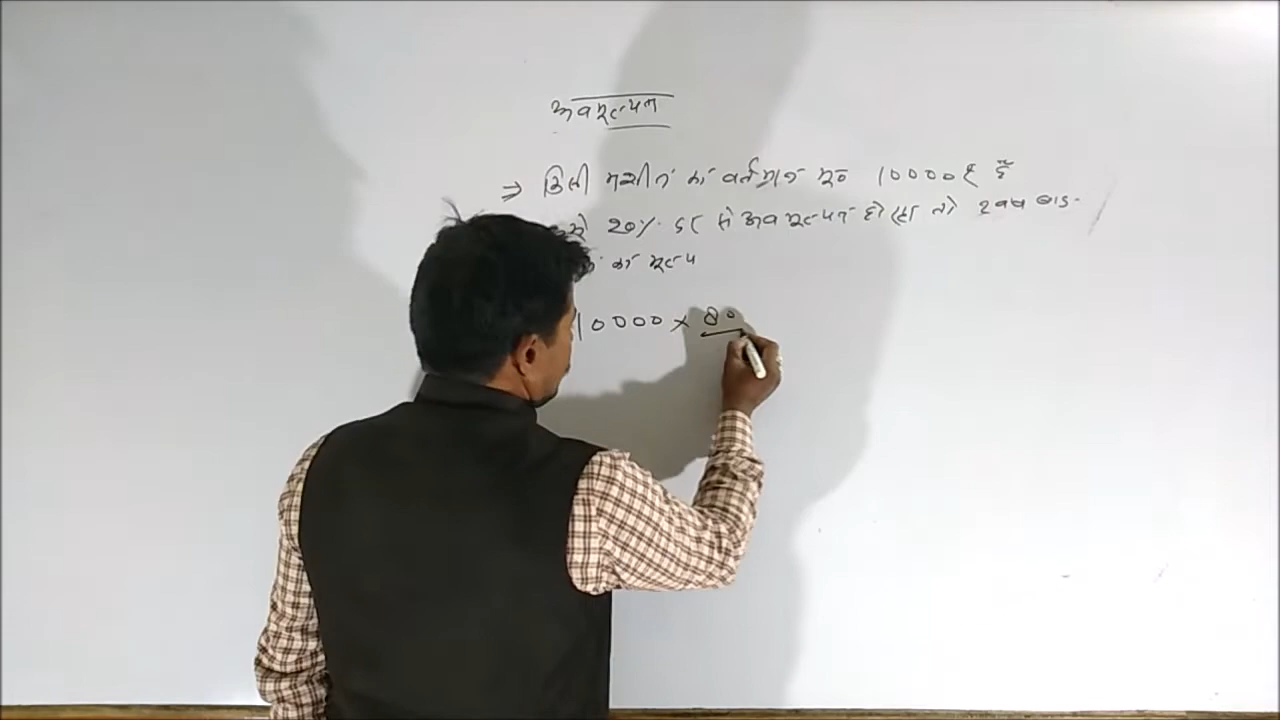 अवमूल्यन
⇒ किसी मशीन का वर्तमान मूल्य 10000 ₹ है
20% दर से अवमूल्यन हो रहा तो 2 वर्ष बाद
का मूल्य
10000 × 80